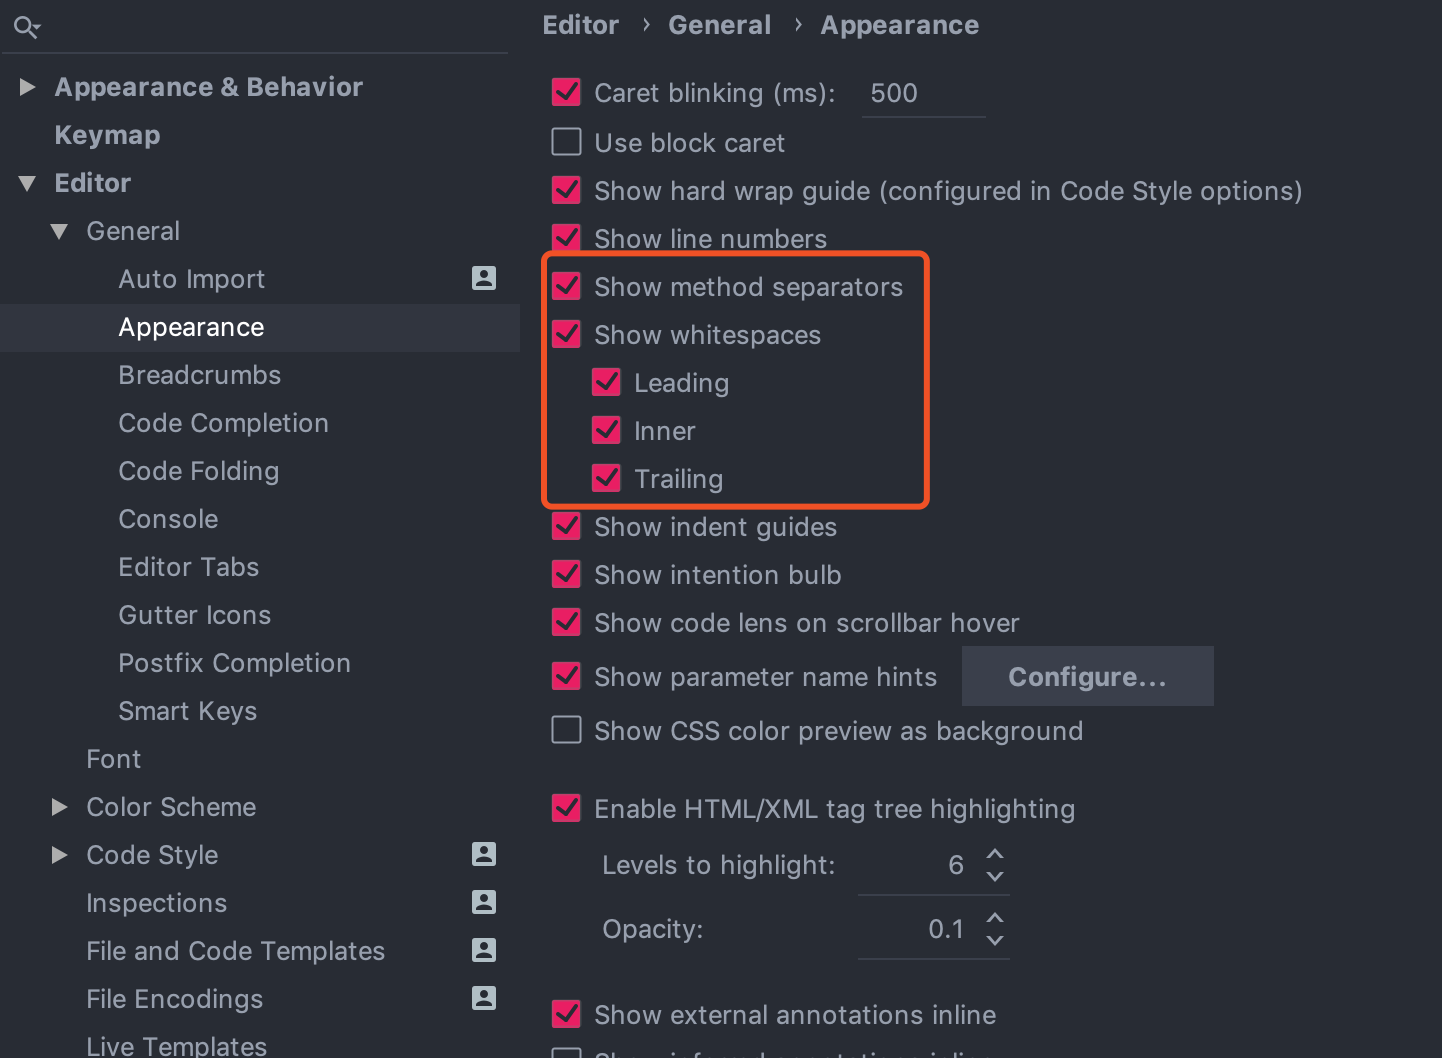 Appearance & Behavior
Keymap
Editor
General
Auto Import
Appearance
Breadcrumbs
Code Completion
Code Folding
Console
Editor Tabs
Gutter Icons
Postfix Completion
Smart Keys
Font
Color Scheme
Code Style
Inspections
File and Code Templates
File Encodings
Live Templates
Editor › General › Appearance
Caret blinking (ms): 500
Use block caret
Show hard wrap guide (configured in Code Style options)
Show line numbers
Show method separators
Show whitespaces
Leading
Inner
Trailing
Show indent guides
Show intention bulb
Show code lens on scrollbar hover
Show parameter name hints Configure...
Show CSS color preview as background
Enable HTML/XML tag tree highlighting
Levels to highlight: 6
Opacity: 0.1
Show external annotations inline